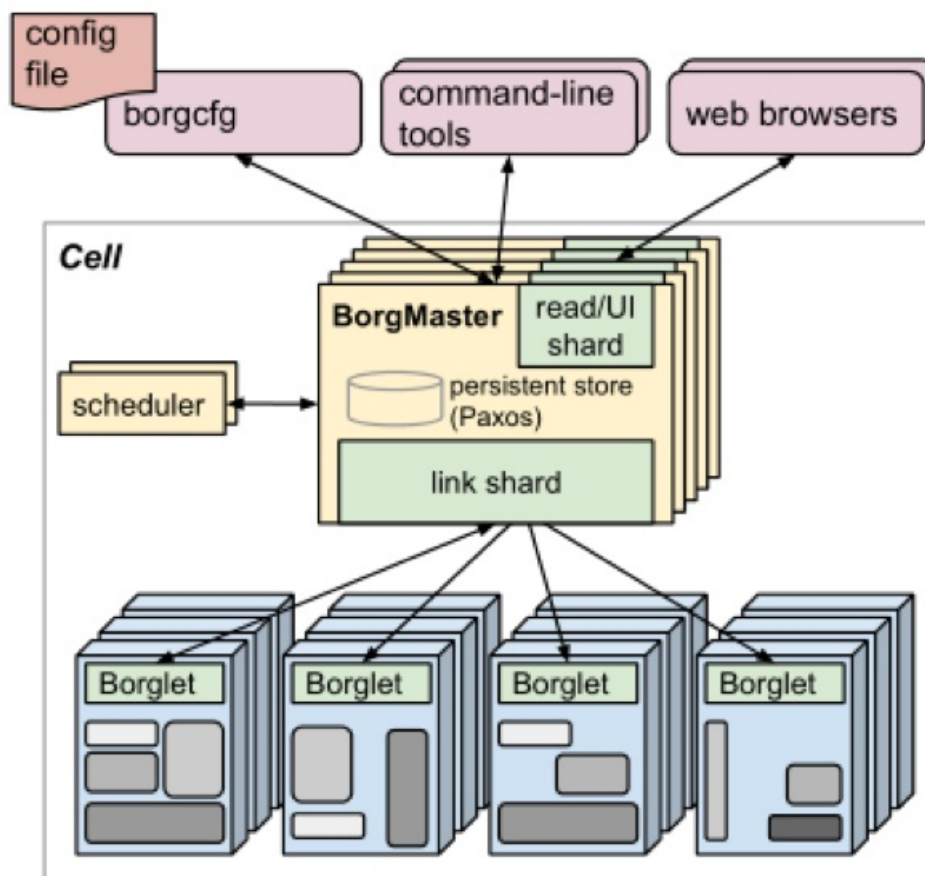 config
file
borgcfg
command-line
tools
web browsers
Cell
BorgMaster
read/UI
shard
persistent store
(Paxos)
scheduler
link shard
Borglet
Borglet
Borglet
Borglet